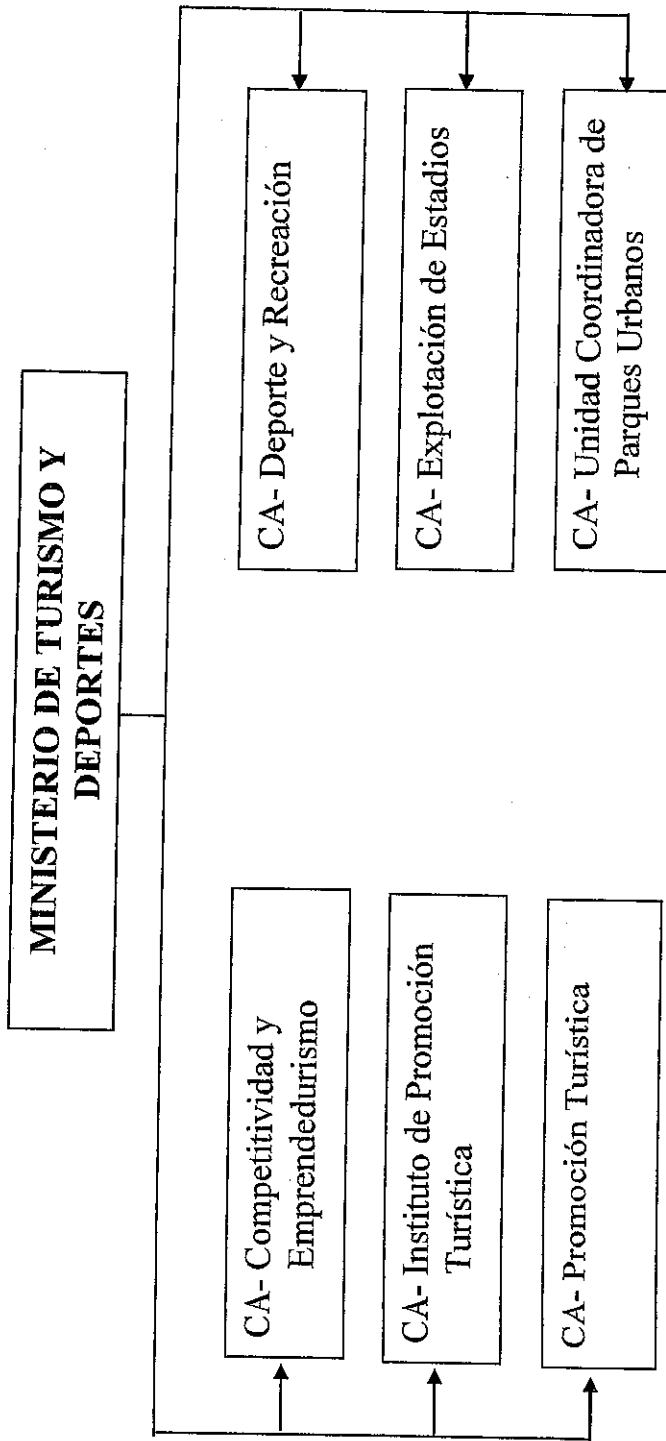 MINISTERIO DE TURISMO Y
DEPORTES
CA- Competitividad y
Emprendedurismo
CA- Instituto de Promoción
Turística
CA- Promoción Turística
CA- Deporte y Recreación
CA- Explotación de Estadios
CA- Unidad Coordinadora de
Parques Urbanos